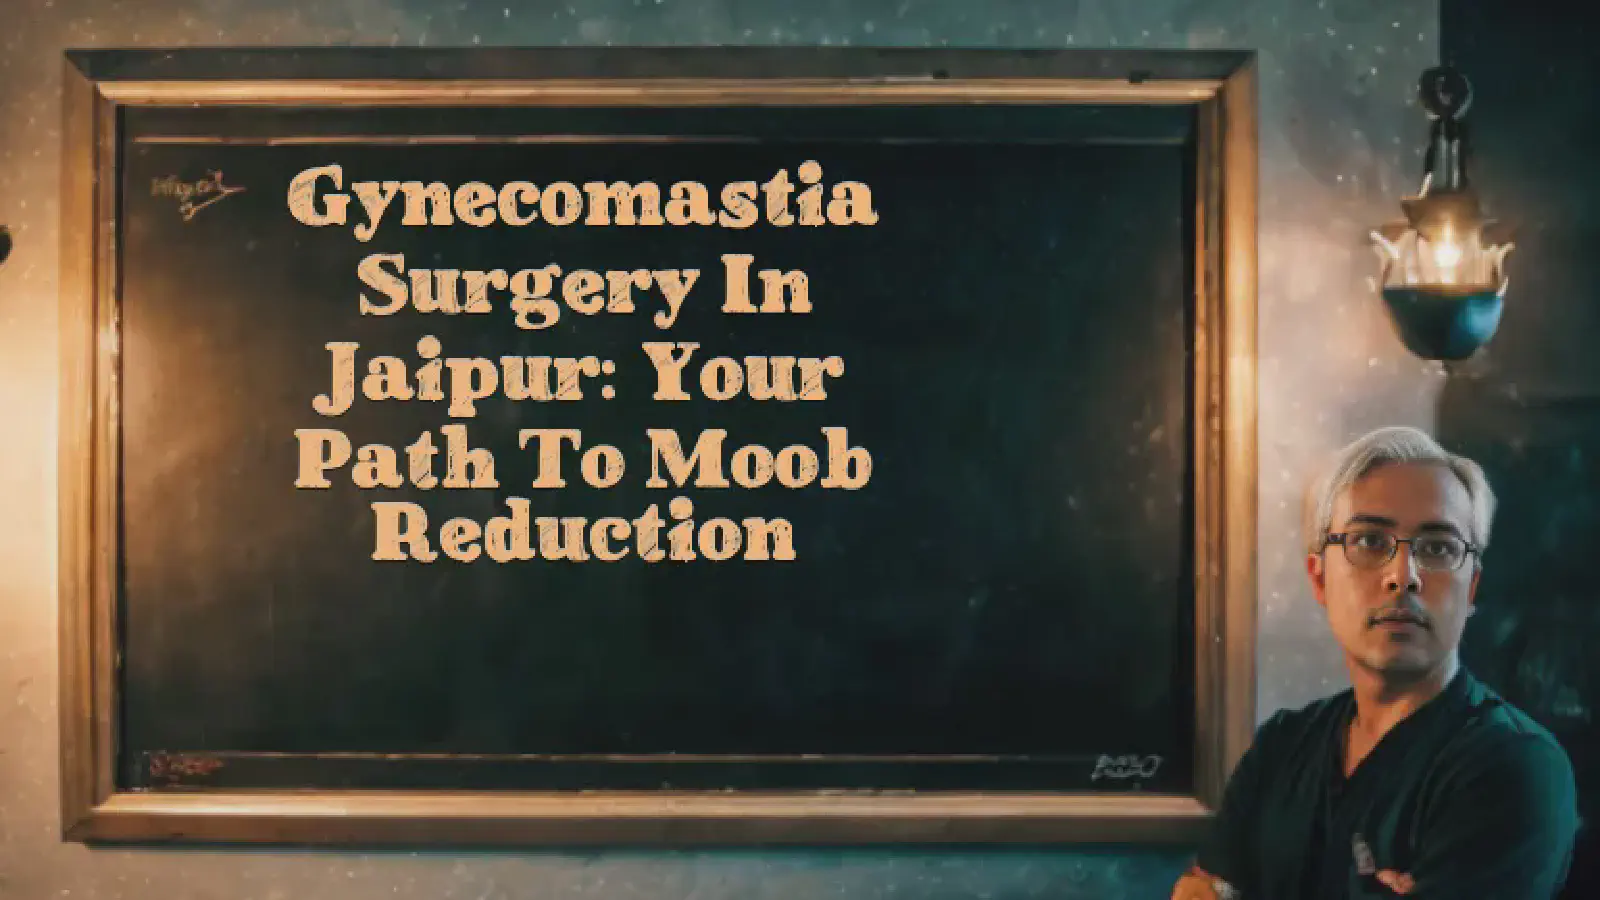 Gynecomastia
Surgery In
Jaipur: Your
Path To Moob
Reduction